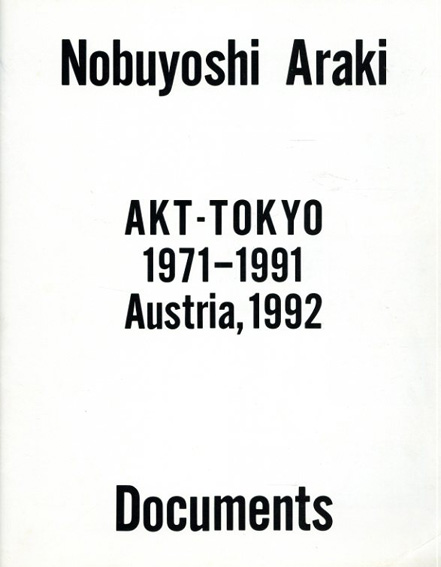 Nobuyoshi Araki
AKT-TOKYO
1971–1991
Austria, 1992
Documents